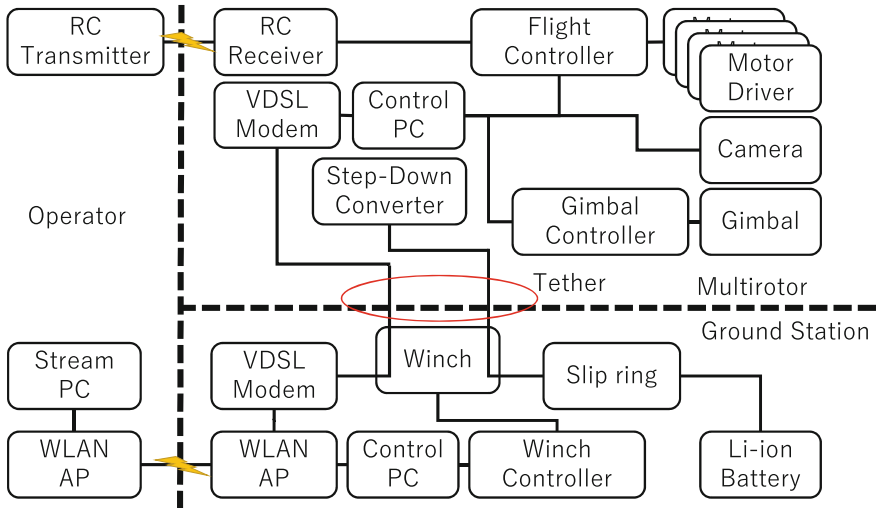 RC
Transmitter
RC
Receiver
Flight
Controller
Motor
Driver
VDSL
Modem
Control
PC
Camera
Step-Down
Converter
Operator
Gimbal
Controller
Gimbal
Tether
Multirotor
Ground Station
Stream
PC
VDSL
Modem
Winch
Slip ring
WLAN
AP
WLAN
AP
Control
PC
Winch
Controller
Li-ion
Battery